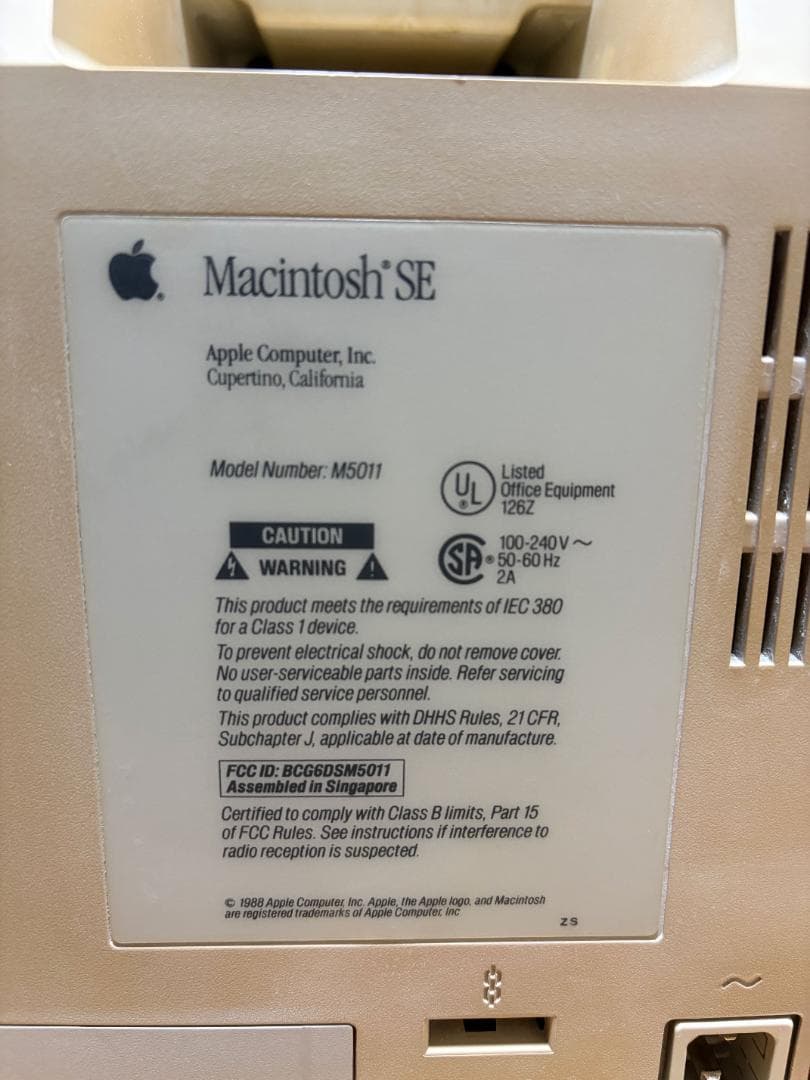 Macintosh® SE
Apple Computer, Inc.
Cupertino, California
Model Number: M5011
UL ®
Listed
Office Equipment
126Z
CAUTION
WARNING
SA ®
100-240V ~
50-60 Hz
2A
This product meets the requirements of IEC 380
for a Class 1 device.
To prevent electrical shock, do not remove cover.
No user-serviceable parts inside. Refer servicing
to qualified service personnel.
This product complies with DHHS Rules, 21 CFR,
Subchapter J, applicable at date of manufacture.
FCC ID: BCG6DSM5011
Assembled in Singapore
Certified to comply with Class B limits, Part 15
of FCC Rules. See instructions if interference to
radio reception is suspected.
© 1988 Apple Computer, Inc. Apple, the Apple logo, and Macintosh
are registered trademarks of Apple Computer, Inc
ZS